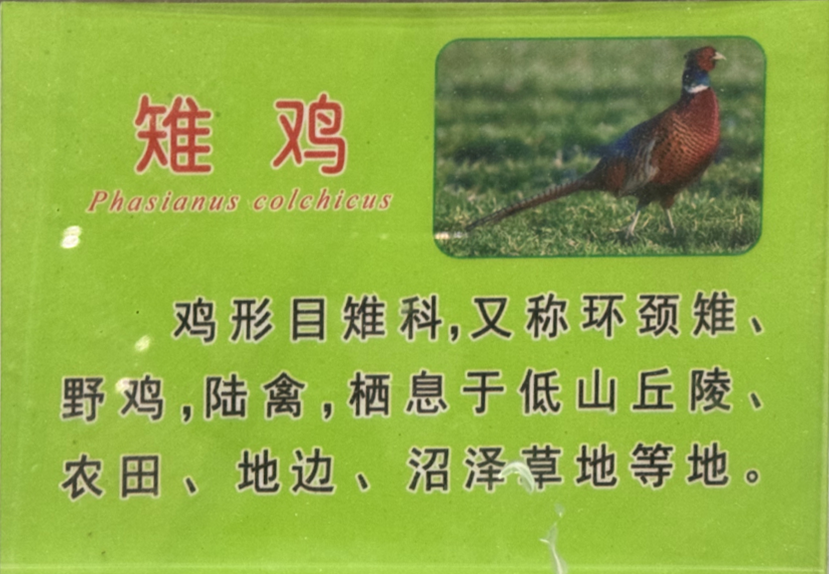 雉鸡
Phasianus colchicus
鸡形目雉科,又称环颈雉、
野鸡,陆禽,栖息于低山丘陵、
农田、地边、沼泽草地等地。